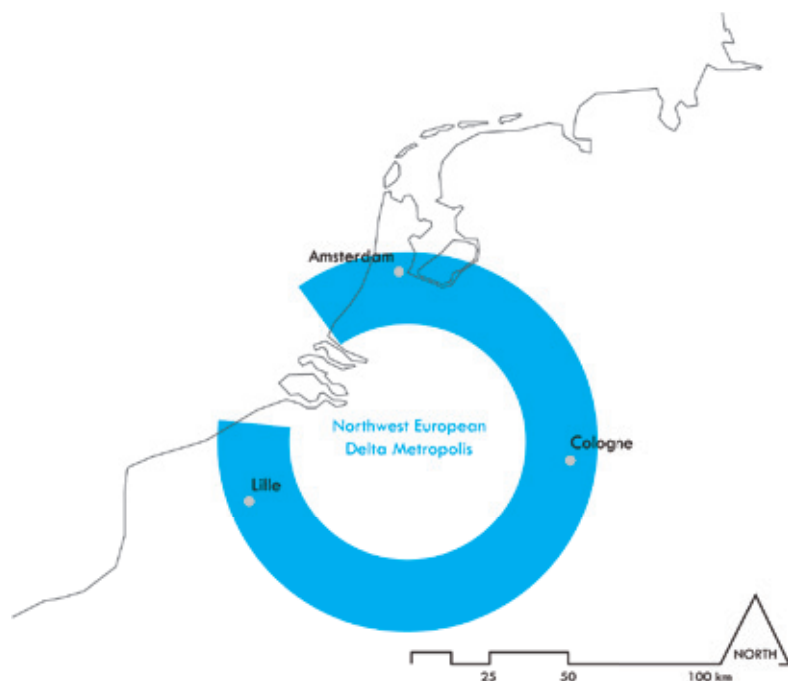 Amsterdam
Northwest European
Delta Metropolis
Cologne
Lille
NORTH
25 50 100 km